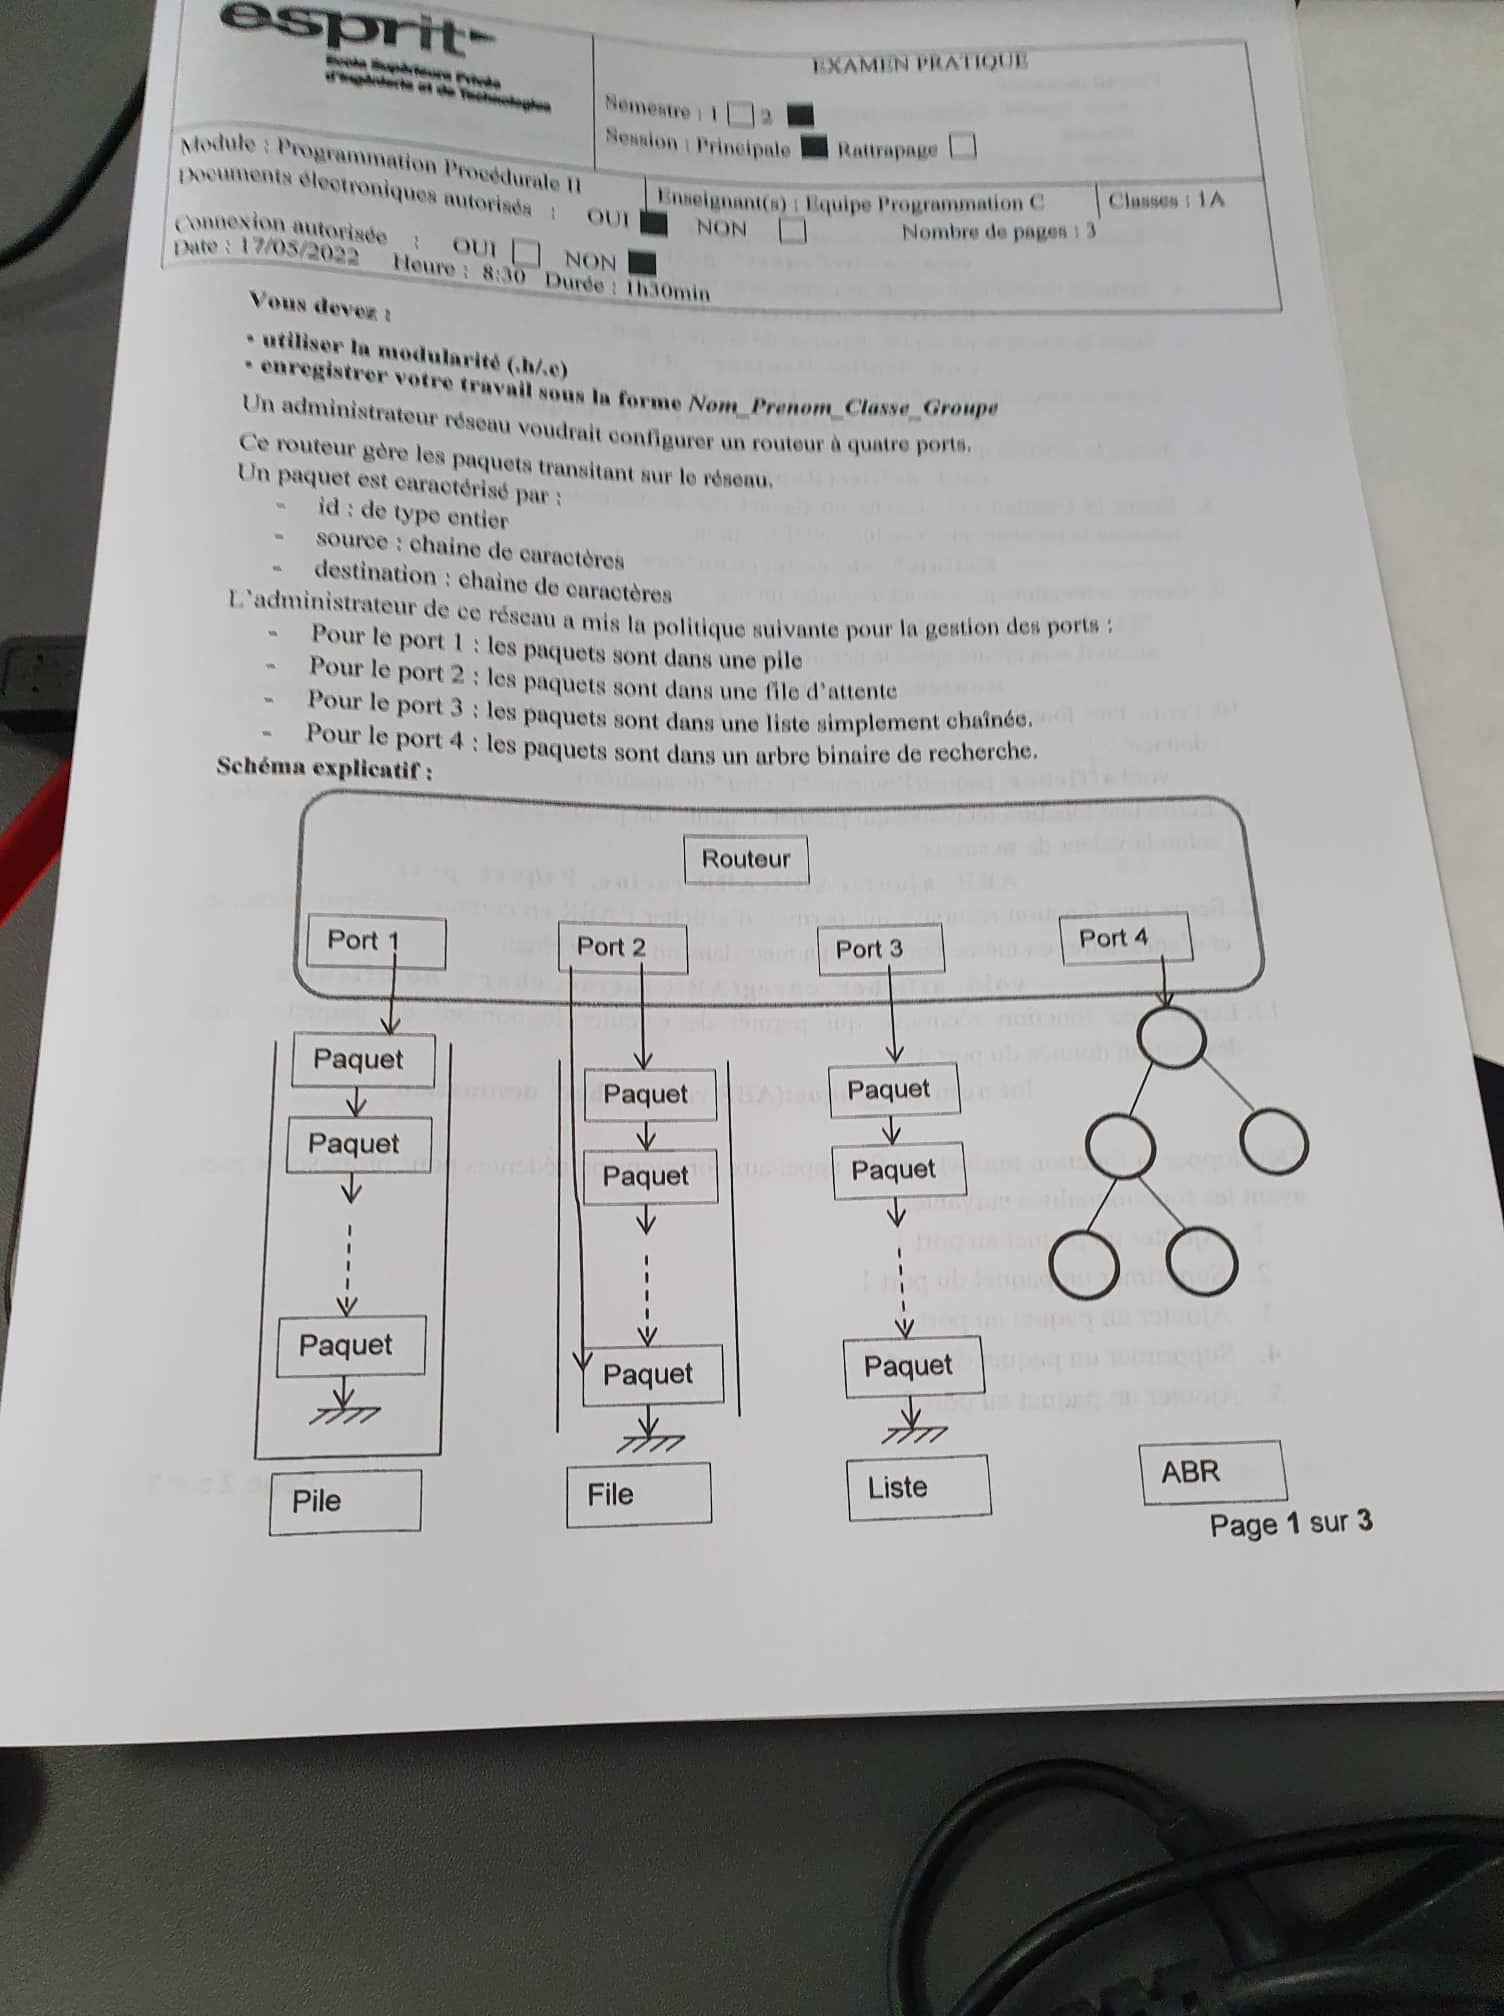 esprit
Ecole Supérieure Privée
d'Ingénierie et de Technologies
EXAMEN PRATIQUE
Semestre : 1 2
Session : Principale Rattrapage
Module : Programmation Procédurale II
Enseignant(s) : Equipe Programmation C
Classes : 1A
Documents électroniques autorisés : OUI NON
Nombre de pages : 3
Connexion autorisée : OUI NON
Date : 17/05/2022 Heure : 8:30 Durée : 1h30min
Vous devez :
• utiliser la modularité (.h/.c)
• enregistrer votre travail sous la forme Nom_Prenom_Classe_Groupe
Un administrateur réseau voudrait configurer un routeur à quatre ports.
Ce routeur gère les paquets transitant sur le réseau.
Un paquet est caractérisé par :
- id : de type entier
- source : chaine de caractères
- destination : chaine de caractères
L'administrateur de ce réseau a mis la politique suivante pour la gestion des ports :
- Pour le port 1 : les paquets sont dans une pile
- Pour le port 2 : les paquets sont dans une file d'attente
- Pour le port 3 : les paquets sont dans une liste simplement chaînée.
- Pour le port 4 : les paquets sont dans un arbre binaire de recherche.
Schéma explicatif :
Routeur
Port 1 Port 2 Port 3 Port 4
Paquet Paquet Paquet
Paquet Paquet Paquet
Paquet Paquet Paquet
Pile File Liste ABR
Page 1 sur 3